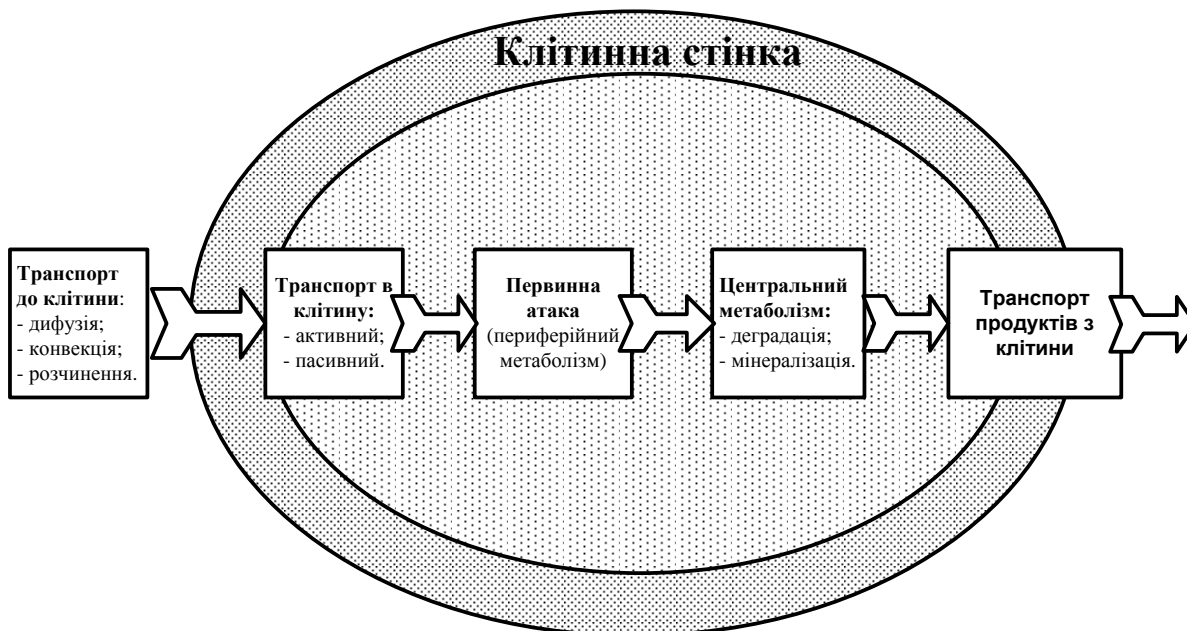 Клітинна стінка
Транспорт
до клітини:
- дифузія;
- конвекція;
- розчинення.
Транспорт в
клітину:
- активний;
- пасивний.
Первинна
атака
(периферійний
метаболізм)
Центральний
метаболізм:
- деградація;
- мінералізація.
Транспорт
продуктів з
клітини